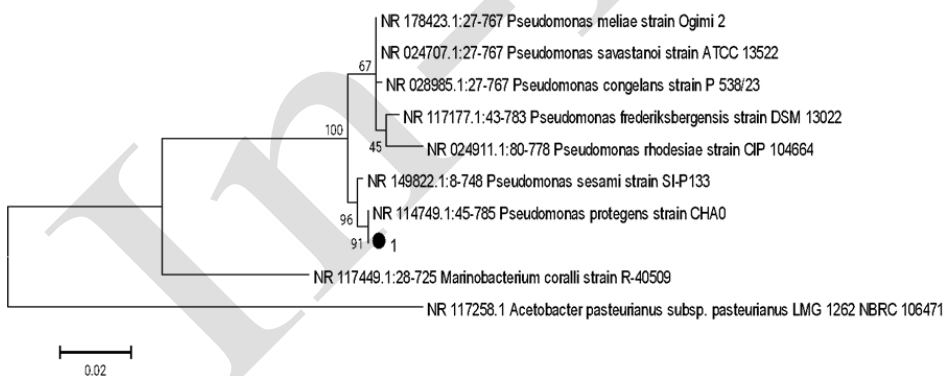 NR 178423.1:27-767 Pseudomonas meliae strain Ogimi 2
NR 024707.1:27-767 Pseudomonas savastanoi strain ATCC 13522
67
NR 028985.1:27-767 Pseudomonas congelans strain P 538/23
NR 117177.1:43-783 Pseudomonas frederiksbergensis strain DSM 13022
100
45
NR 024911.1:80-778 Pseudomonas rhodesiae strain CIP 104664
NR 149822.1:8-748 Pseudomonas sesami strain SI-P133
96
NR 114749.1:45-785 Pseudomonas protegens strain CHA0
91
1
NR 117449.1:28-725 Marinobacterium coralli strain R-40509
NR 117258.1 Acetobacter pasteurianus subsp. pasteurianus LMG 1262 NBRC 106471
0.02